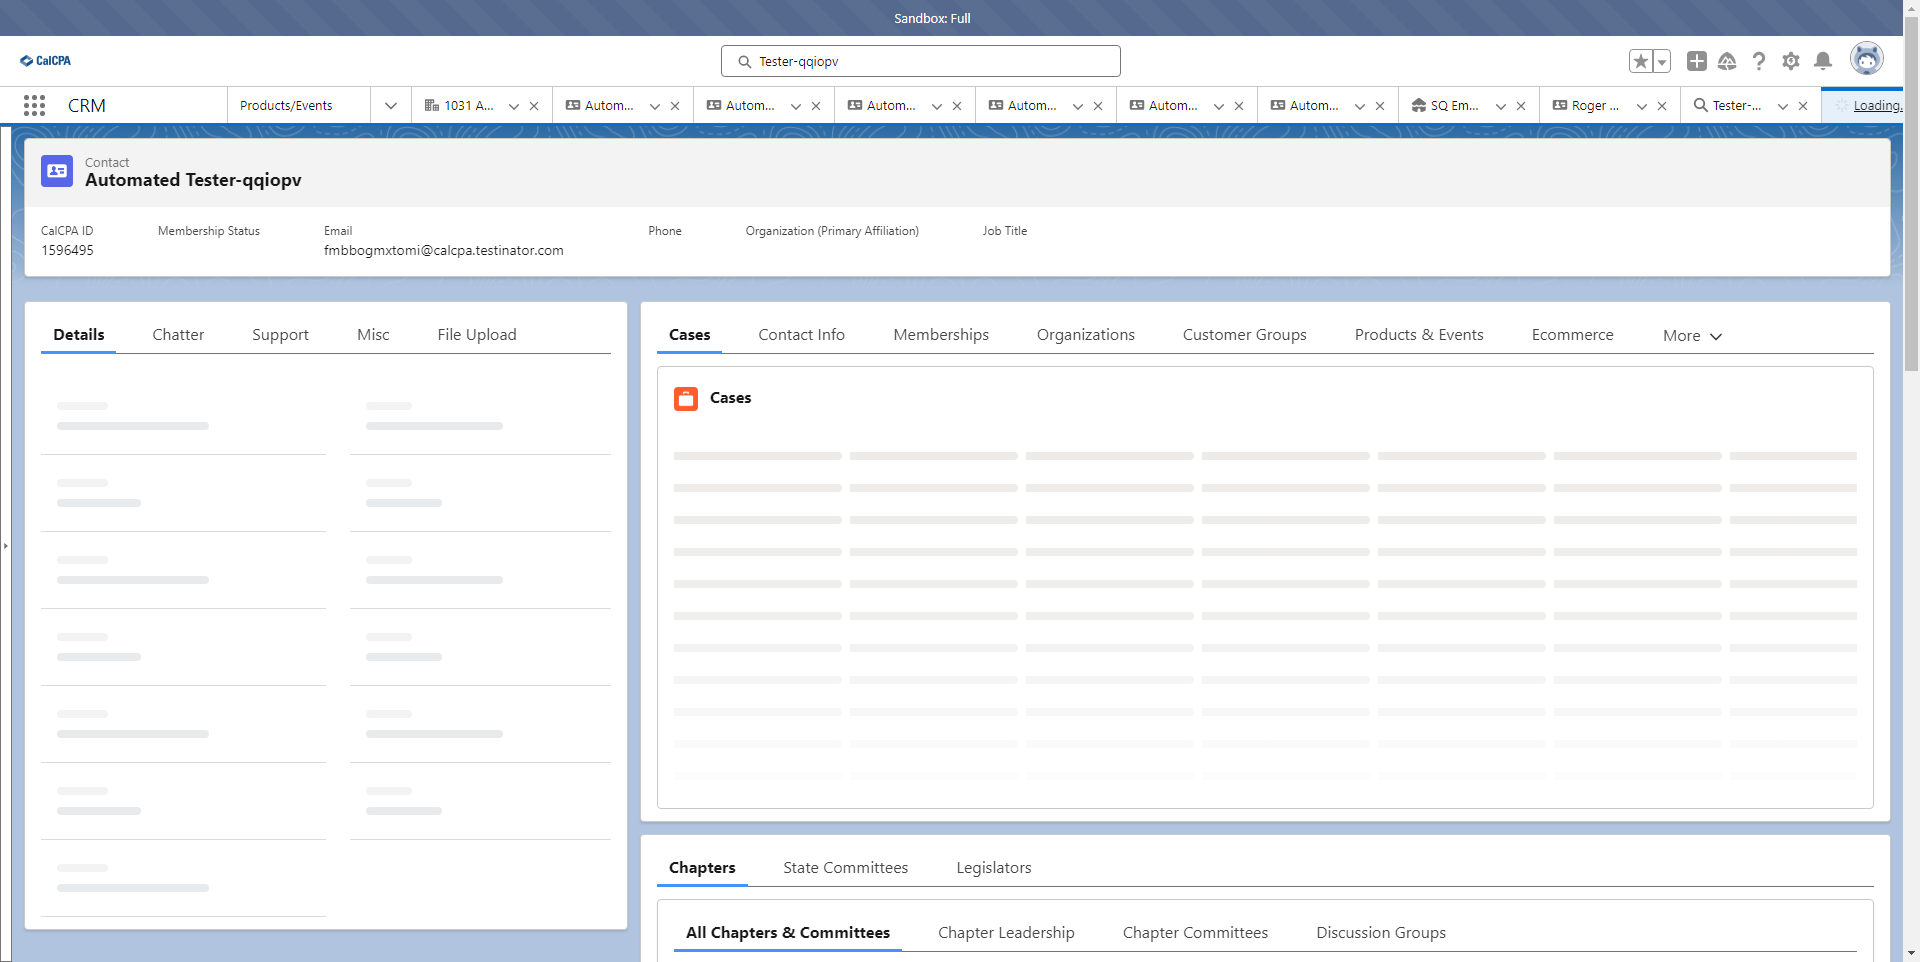 Sandbox: Full
CalCPA
Tester-qqiopv
CRM
Products/Events
1031 A...
Autom...
Autom...
Autom...
Autom...
Autom...
Autom...
SQ Em...
Roger ...
Tester-...
Loading.
Contact
Automated Tester-qqiopv
CalCPA ID
Membership Status
Email
Phone
Organization (Primary Affiliation)
Job Title
1596495
fmbbogmxtomi@calcpa.testinator.com
Details
Chatter
Support
Misc
File Upload
Cases
Contact Info
Memberships
Organizations
Customer Groups
Products & Events
Ecommerce
More
Cases
Chapters
State Committees
Legislators
All Chapters & Committees
Chapter Leadership
Chapter Committees
Discussion Groups